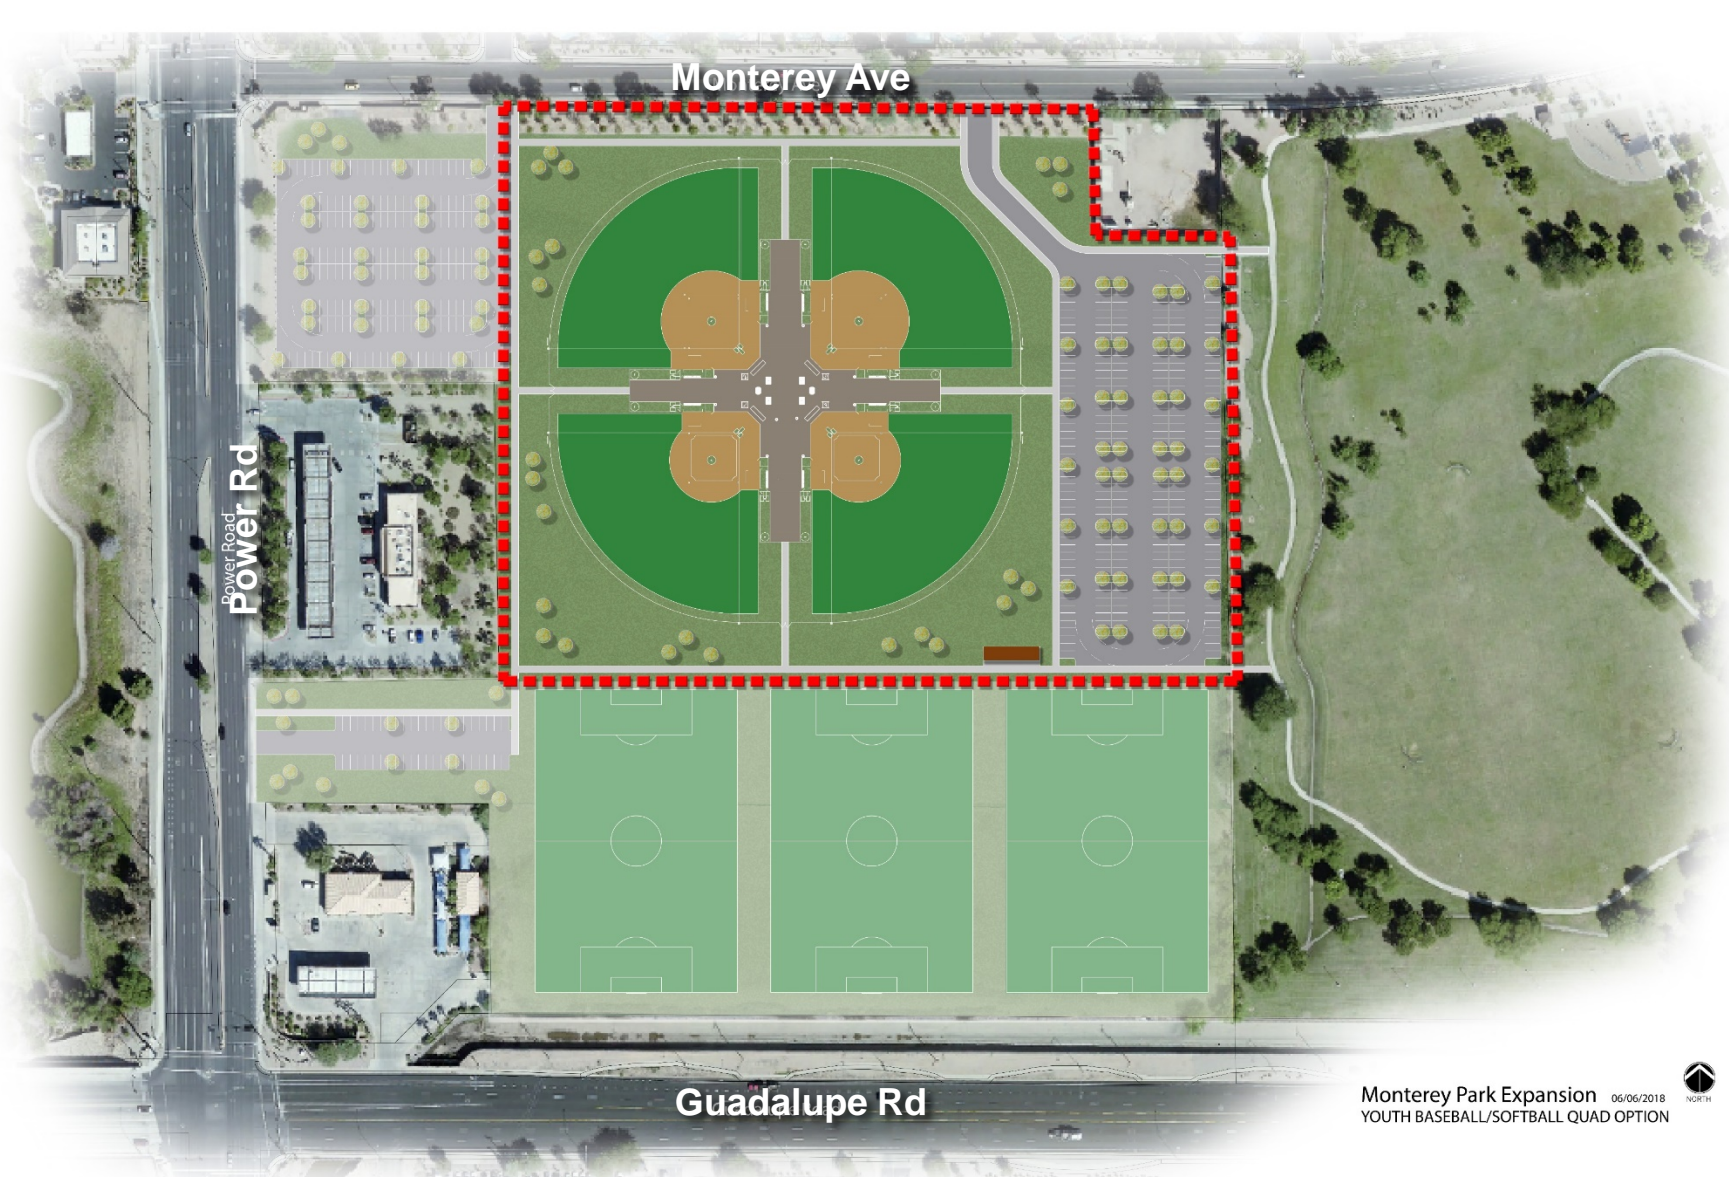 Monterey Ave
Power Road
Power Rd
Guadalupe Rd
Monterey Park Expansion 06/06/2018
YOUTH BASEBALL/SOFTBALL QUAD OPTION
NORTH